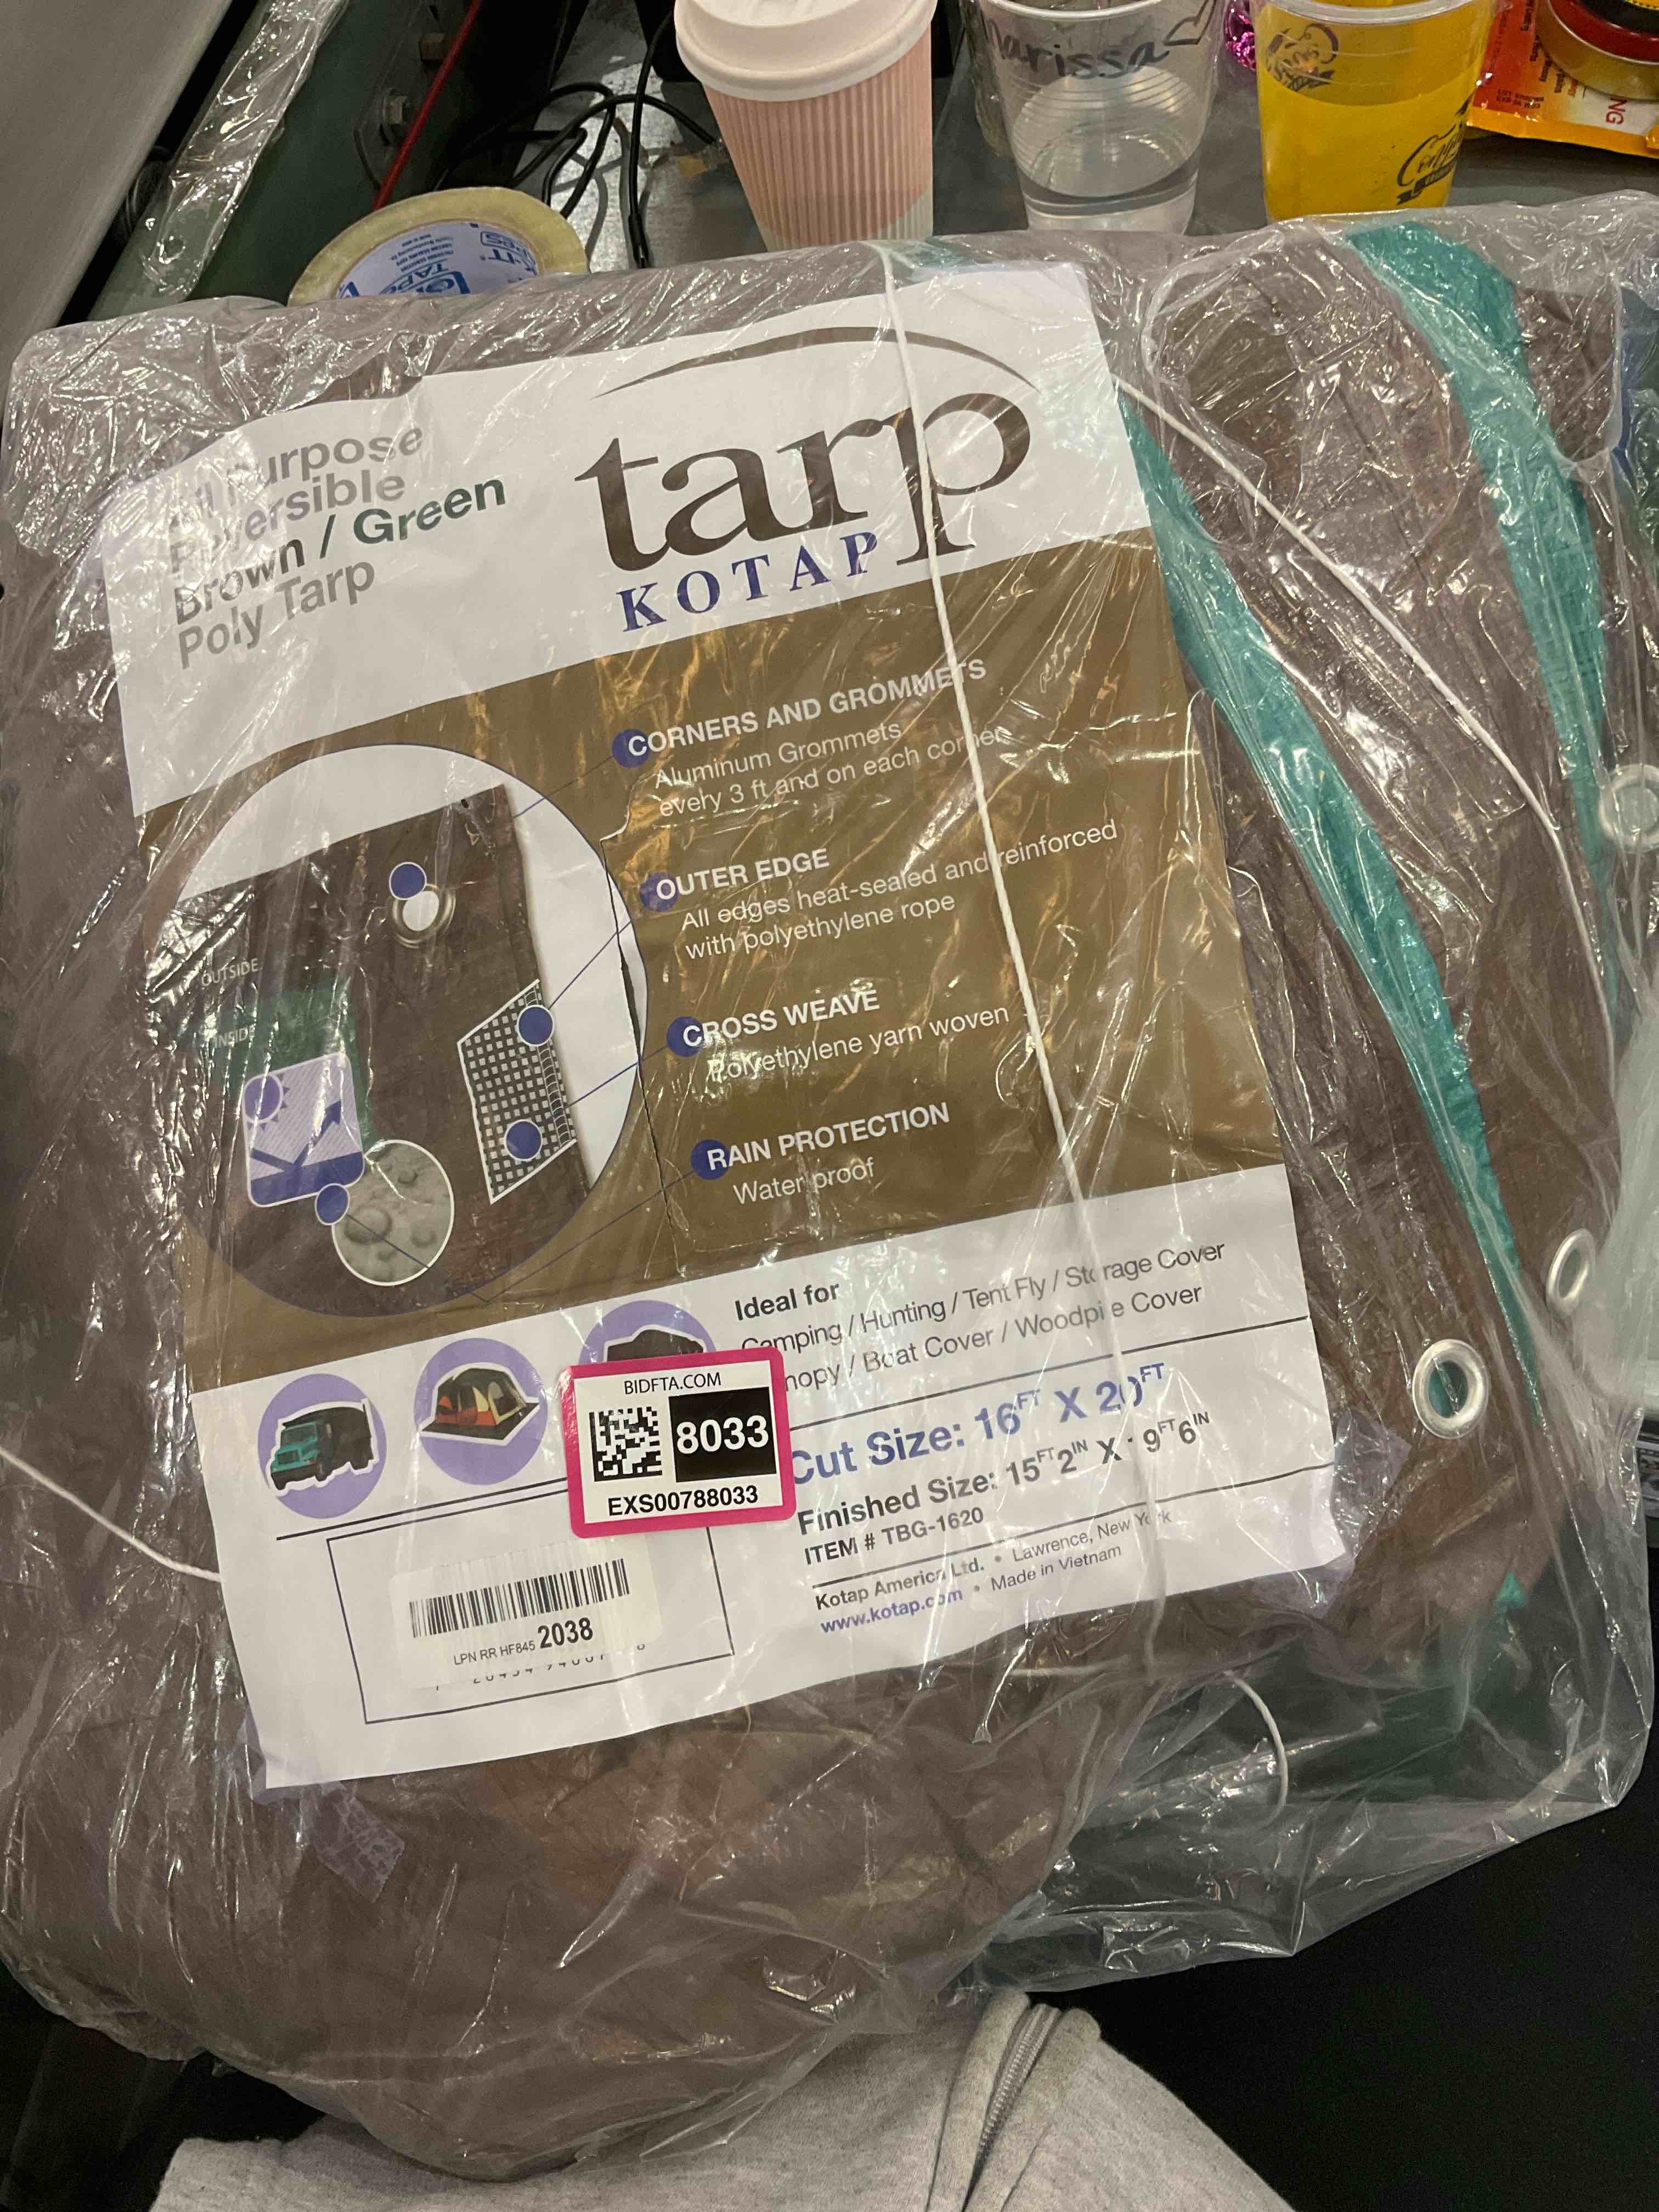 arissa
All Purpose
Reversible
Brown / Green
Poly Tarp
tarp
KOTAP
CORNERS AND GROMMETS
Aluminum Grommets
every 3 ft and on each corner
OUTER EDGE
All edges heat-sealed and reinforced
with polyethylene rope
CROSS WEAVE
Polyethylene yarn woven
RAIN PROTECTION
Water proof
OUTSIDE
INSIDE
Ideal for
Camping / Hunting / Tent Fly / Storage Cover
nopy / Boat Cover / Woodpile Cover
Cut Size: 16FT X 20FT
Finished Size: 15FT 2IN X 19FT 6IN
ITEM # TBG-1620
Kotap America Ltd. • Lawrence, New York
www.kotap.com • Made in Vietnam
BIDFTA.COM
8033
EXS00788033
LPN RR HF845 2038